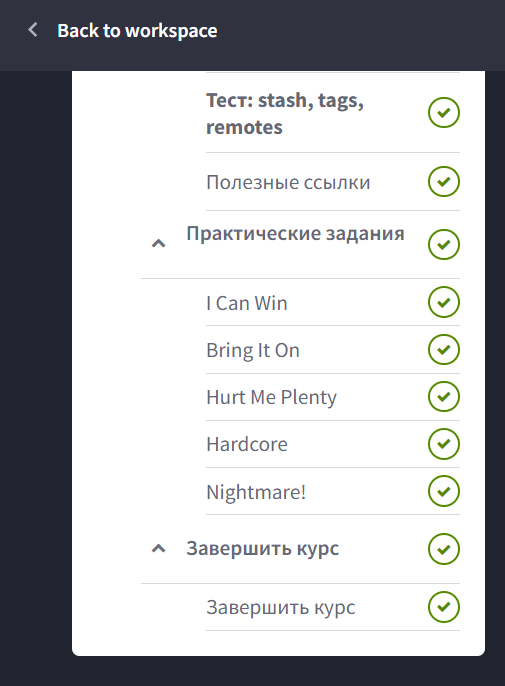 Back to workspace
Тест: stash, tags,
remotes
Полезные ссылки
Практические задания
I Can Win
Bring It On
Hurt Me Plenty
Hardcore
Nightmare!
Завершить курс
Завершить курс